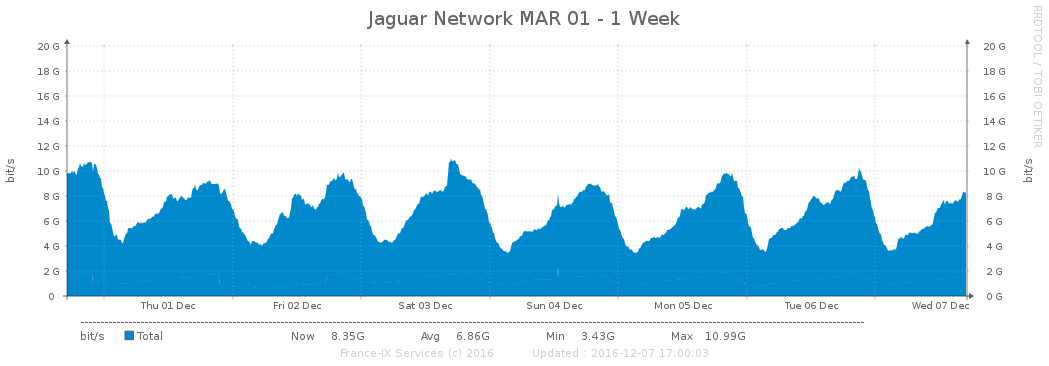 Jaguar Network MAR 01 - 1 Week
RRDTOOL / TOBI OETIKER
20 G 20 G
18 G 18 G
16 G 16 G
14 G 14 G
12 G 12 G
10 G 10 G
8 G 8 G
6 G 6 G
4 G 4 G
2 G 2 G
0 0 G
bit/s bit/s
Thu 01 Dec Fri 02 Dec Sat 03 Dec Sun 04 Dec Mon 05 Dec Tue 06 Dec Wed 07 Dec
bit/s Total Now 8.35G Avg 6.86G Min 3.43G Max 10.99G
France-IX Services (c) 2016 Updated : 2016-12-07 17:00:03